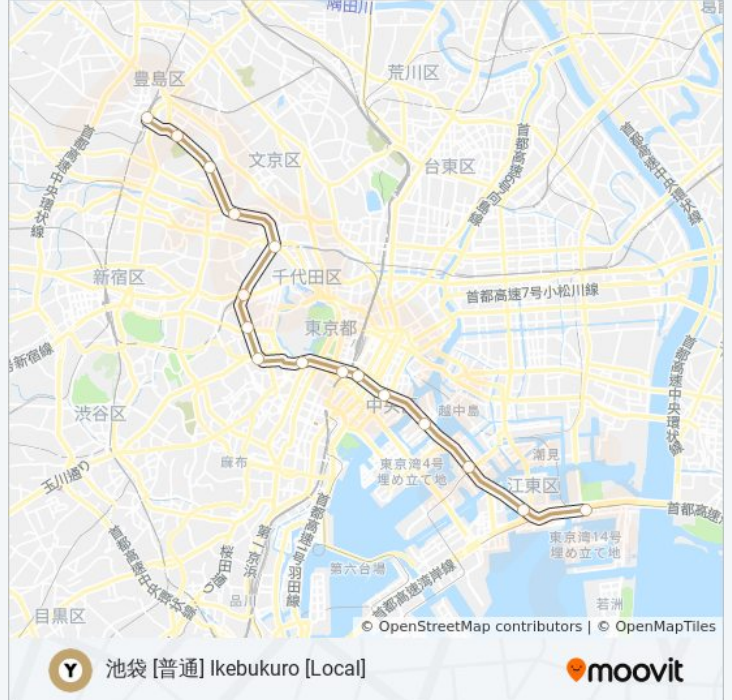 隅田川
豊島区
荒川区
首都高速中央環状線
文京区
台東区
首都高速6号向島線
首都高速中央環状線
新宿区
千代田区
首都高速7号小松川線
東京都
号新宿線
首都高速中央環状線
渋谷区
越中島
麻布
東京湾4号
埋め立て地
潮見
玉川通り
江東区
首都高速
東京湾14号
埋め立て地
首都高速中央環状線
桜田通り
第一京浜
首都高速1号羽田線
第六台場
首都高速湾岸線
品川
若洲
目黒区
© OpenStreetMap contributors | © OpenMapTiles
Y 池袋 [普通] Ikebukuro [Local]
moovit